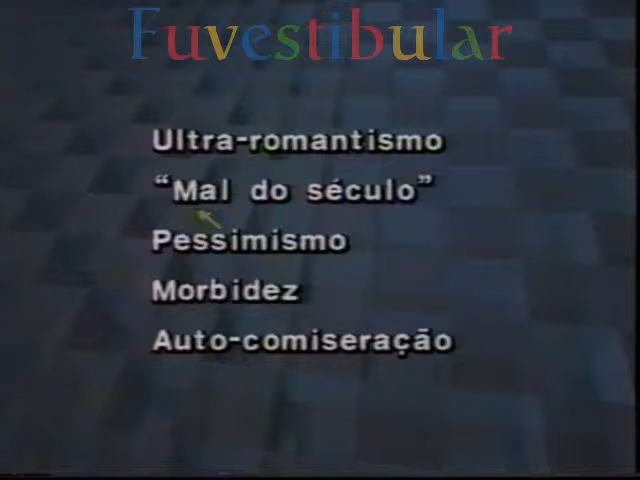 Fuvestibular
Ultra-romantismo
“Mal do século”
Pessimismo
Morbidez
Auto-comiseração